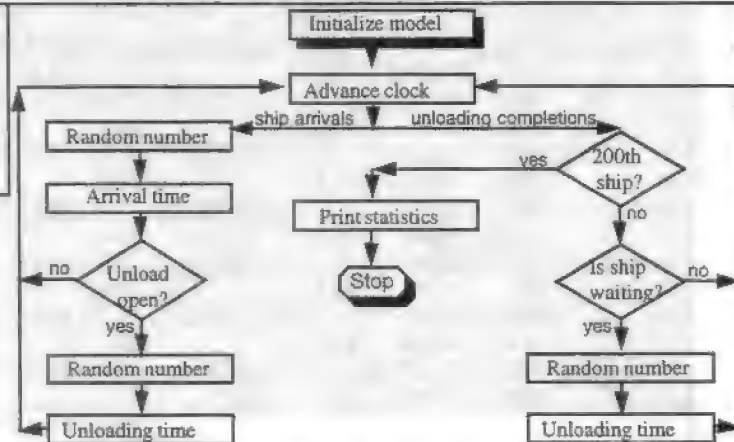 Initialize model
Advance clock
ship arrivals
unloading completions
Random number
Arrival time
Unload
open?
no
yes
Random number
Unloading time
yes
Print statistics
Stop
200th
ship?
no
Is ship
waiting?
no
yes
Random number
Unloading time